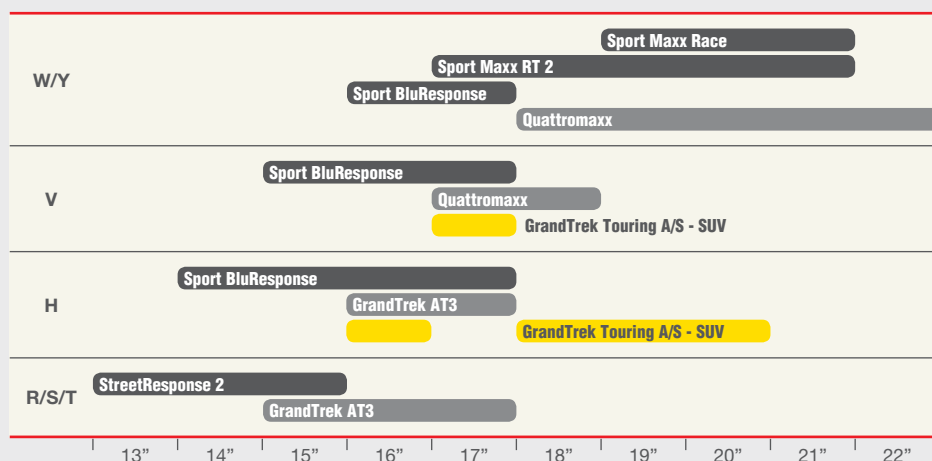 W/Y
Sport Maxx Race
Sport Maxx RT 2
Sport BluResponse
Quattromaxx
V
Sport BluResponse
Quattromaxx
GrandTrek Touring A/S - SUV
H
Sport BluResponse
GrandTrek AT3
GrandTrek Touring A/S - SUV
R/S/T
StreetResponse 2
GrandTrek AT3
13” 14” 15” 16” 17” 18” 19” 20” 21” 22”